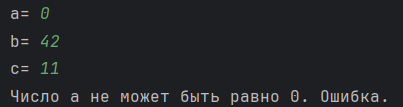 a= 0
b= 42
c= 11
Число a не может быть равно 0. Ошибка.